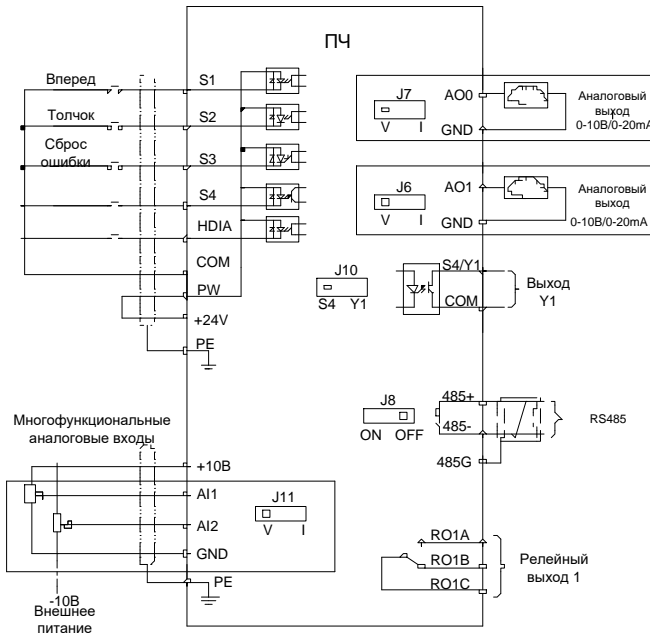 ПЧ
Вперед
S1
Толчок
S2
Сброс
ошибки
S3
S4
HDIA
COM
PW
+24V
PE
J7
V I
AO0
GND
Аналоговый
выход
0-10В/0-20mA
J6
V I
AO1
GND
Аналоговый
выход
0-10В/0-20mA
J10
S4 Y1
S4/Y1
COM
Выход
Y1
J8
ON OFF
485+
485-
485G
RS485
Многофункциональные
аналоговые входы
+10В
AI1
AI2
GND
PE
J11
V I
-10В
Внешнее
питание
RO1A
RO1B
RO1C
Релейный
выход 1